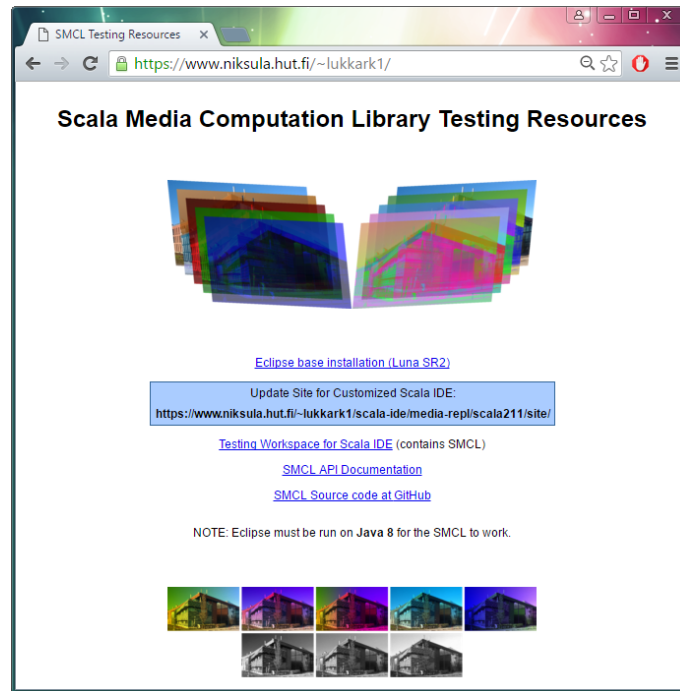 SMCL Testing Resources
https://www.niksula.hut.fi/~lukkark1/
Scala Media Computation Library Testing Resources
Eclipse base installation (Luna SR2)
Update Site for Customized Scala IDE:
https://www.niksula.hut.fi/~lukkark1/scala-ide/media-repl/scala211/site/
Testing Workspace for Scala IDE (contains SMCL)
SMCL API Documentation
SMCL Source code at GitHub
NOTE: Eclipse must be run on Java 8 for the SMCL to work.